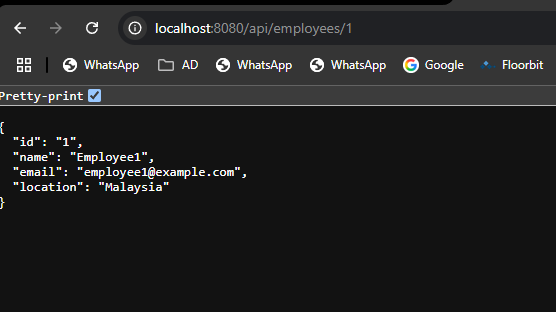 localhost:8080/api/employees/1
WhatsApp AD WhatsApp WhatsApp Google Floorbit
Pretty-print
{
"id": "1",
"name": "Employee1",
"email": "employee1@example.com",
"location": "Malaysia"
}